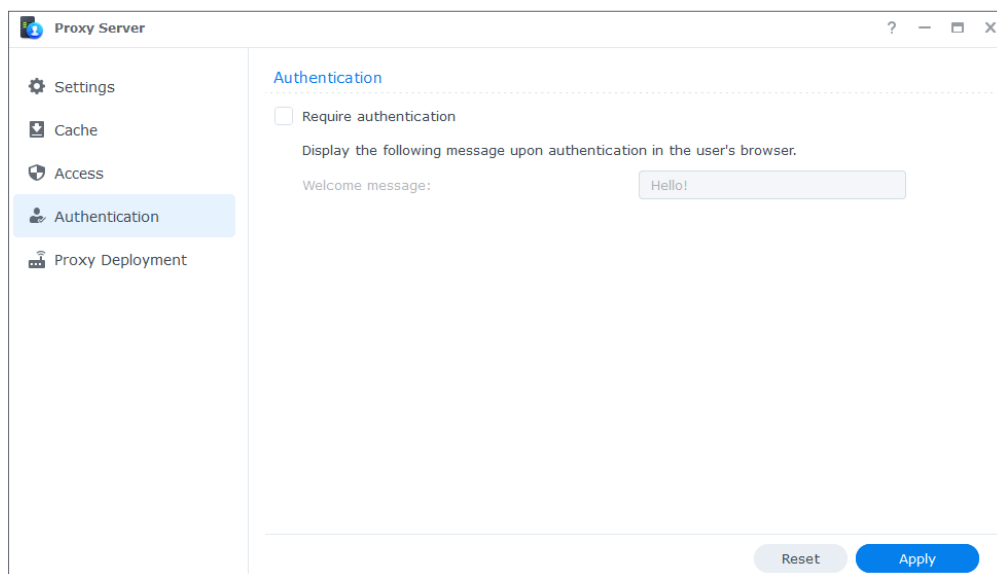 Proxy Server
Settings
Cache
Access
Authentication
Proxy Deployment
Authentication
Require authentication
Display the following message upon authentication in the user's browser.
Welcome message: Hello!
Reset Apply